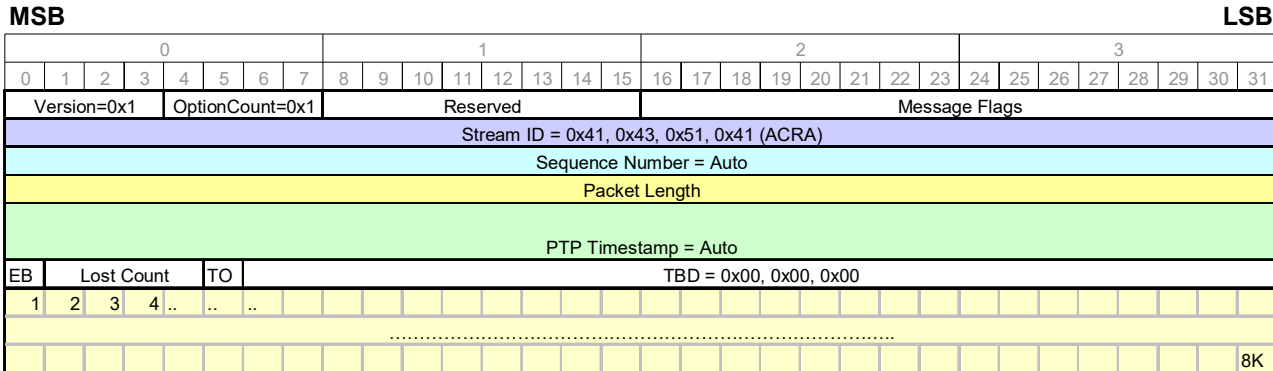 MSB LSB
0 1 2 3
0 1 2 3 4 5 6 7 8 9 10 11 12 13 14 15 16 17 18 19 20 21 22 23 24 25 26 27 28 29 30 31
Version=0x1 OptionCount=0x1 Reserved Message Flags
Stream ID = 0x41, 0x43, 0x51, 0x41 (ACRA)
Sequence Number = Auto
Packet Length
PTP Timestamp = Auto
EB Lost Count TO TBD = 0x00, 0x00, 0x00
1 2 3 4 .. .. ..
……………………………………………………………………….…..
8K